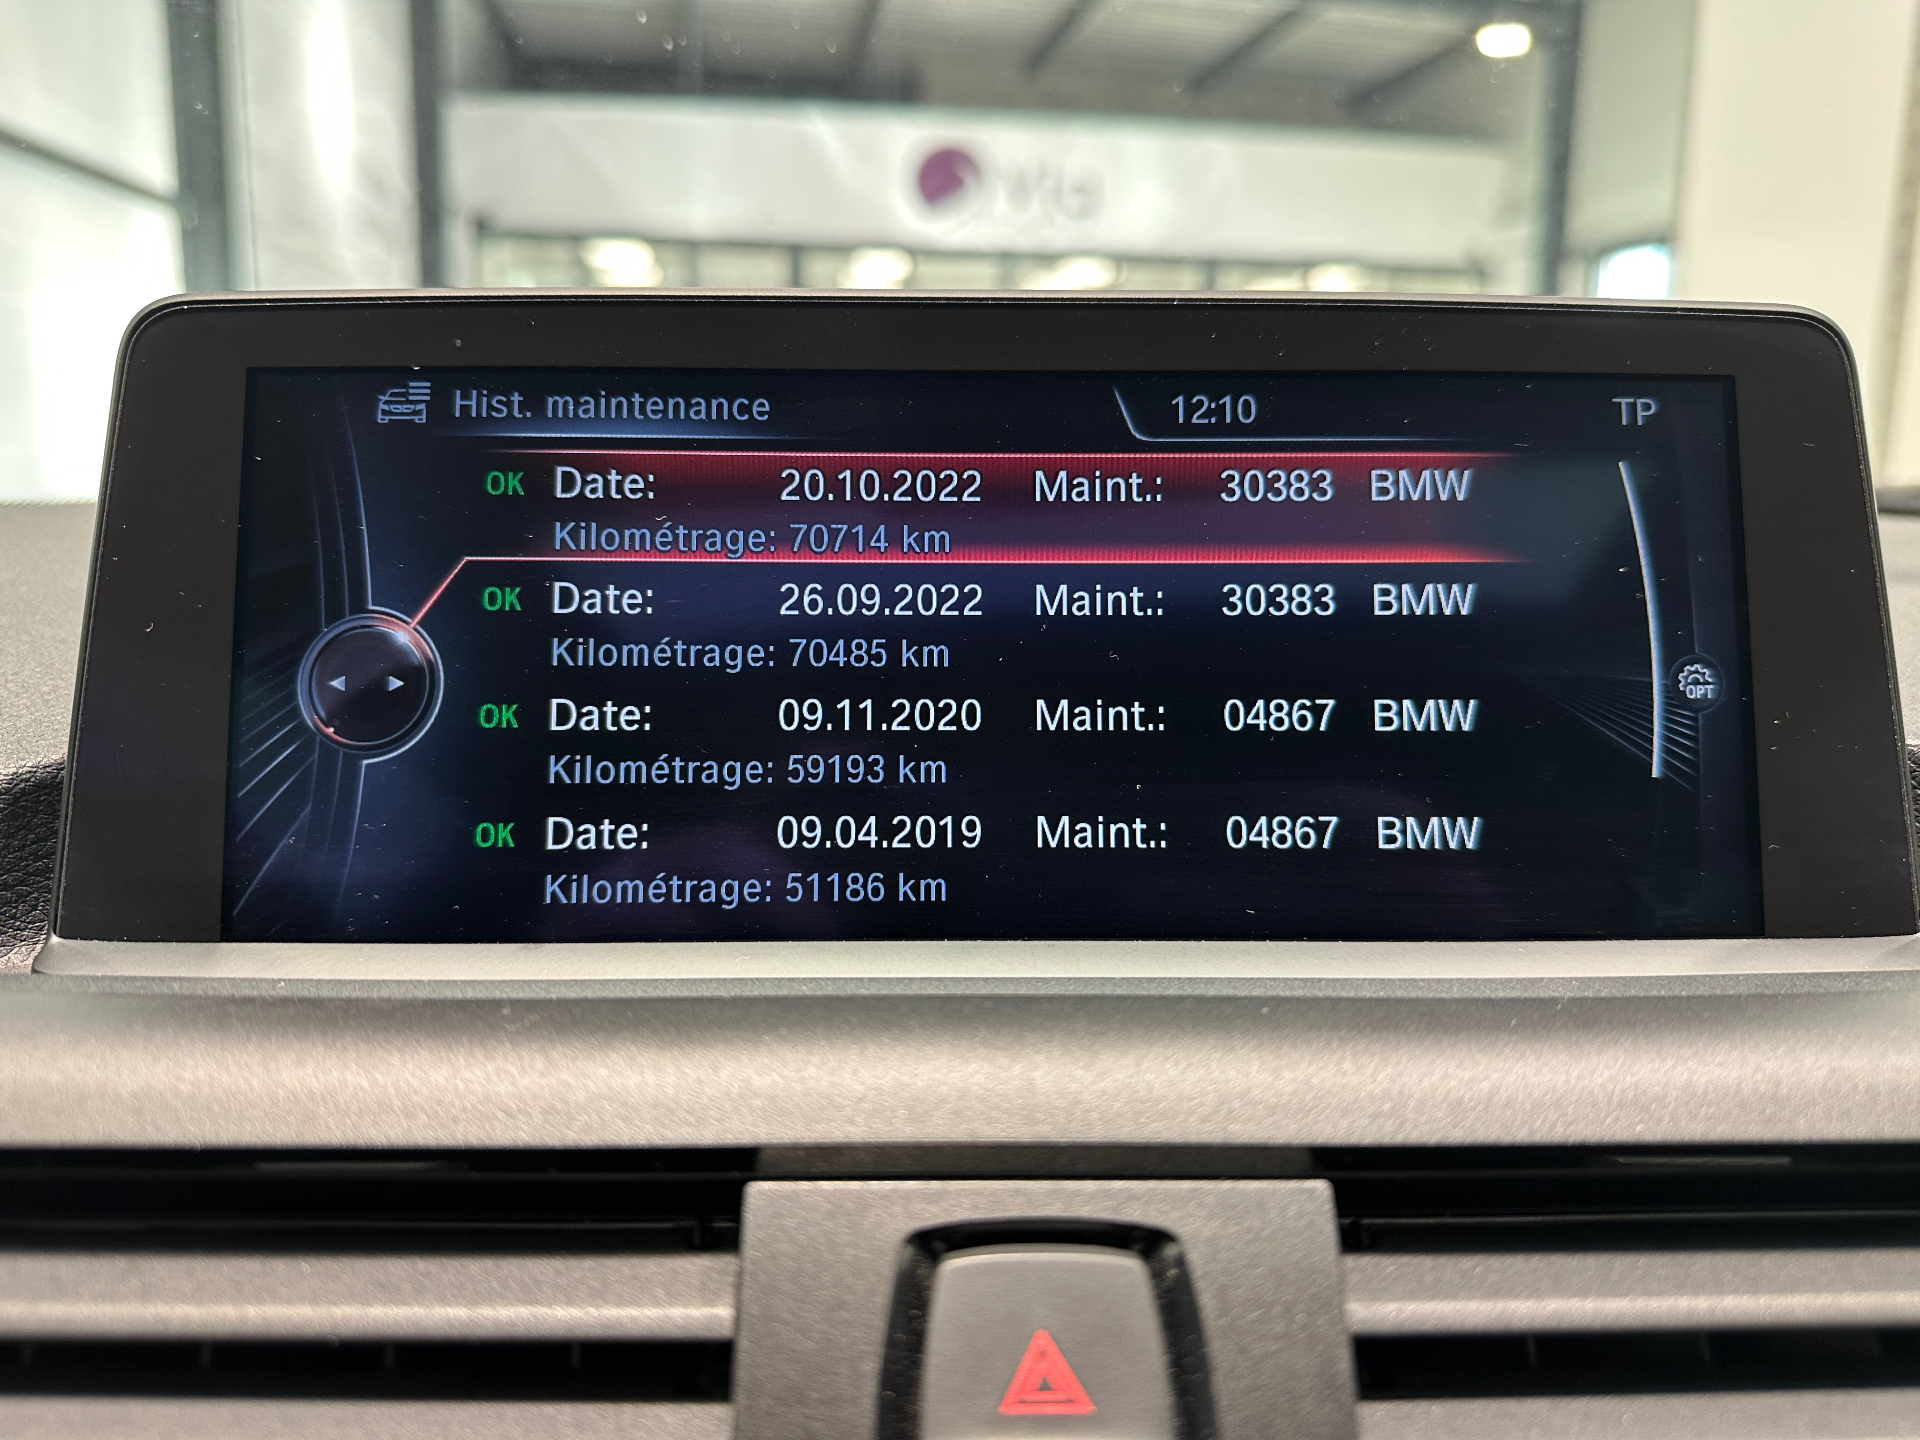 Hist. maintenance 12:10 TP
OK Date: 20.10.2022 Maint.: 30383 BMW
Kilométrage: 70714 km
OK Date: 26.09.2022 Maint.: 30383 BMW
Kilométrage: 70485 km
OPT
OK Date: 09.11.2020 Maint.: 04867 BMW
Kilométrage: 59193 km
OK Date: 09.04.2019 Maint.: 04867 BMW
Kilométrage: 51186 km